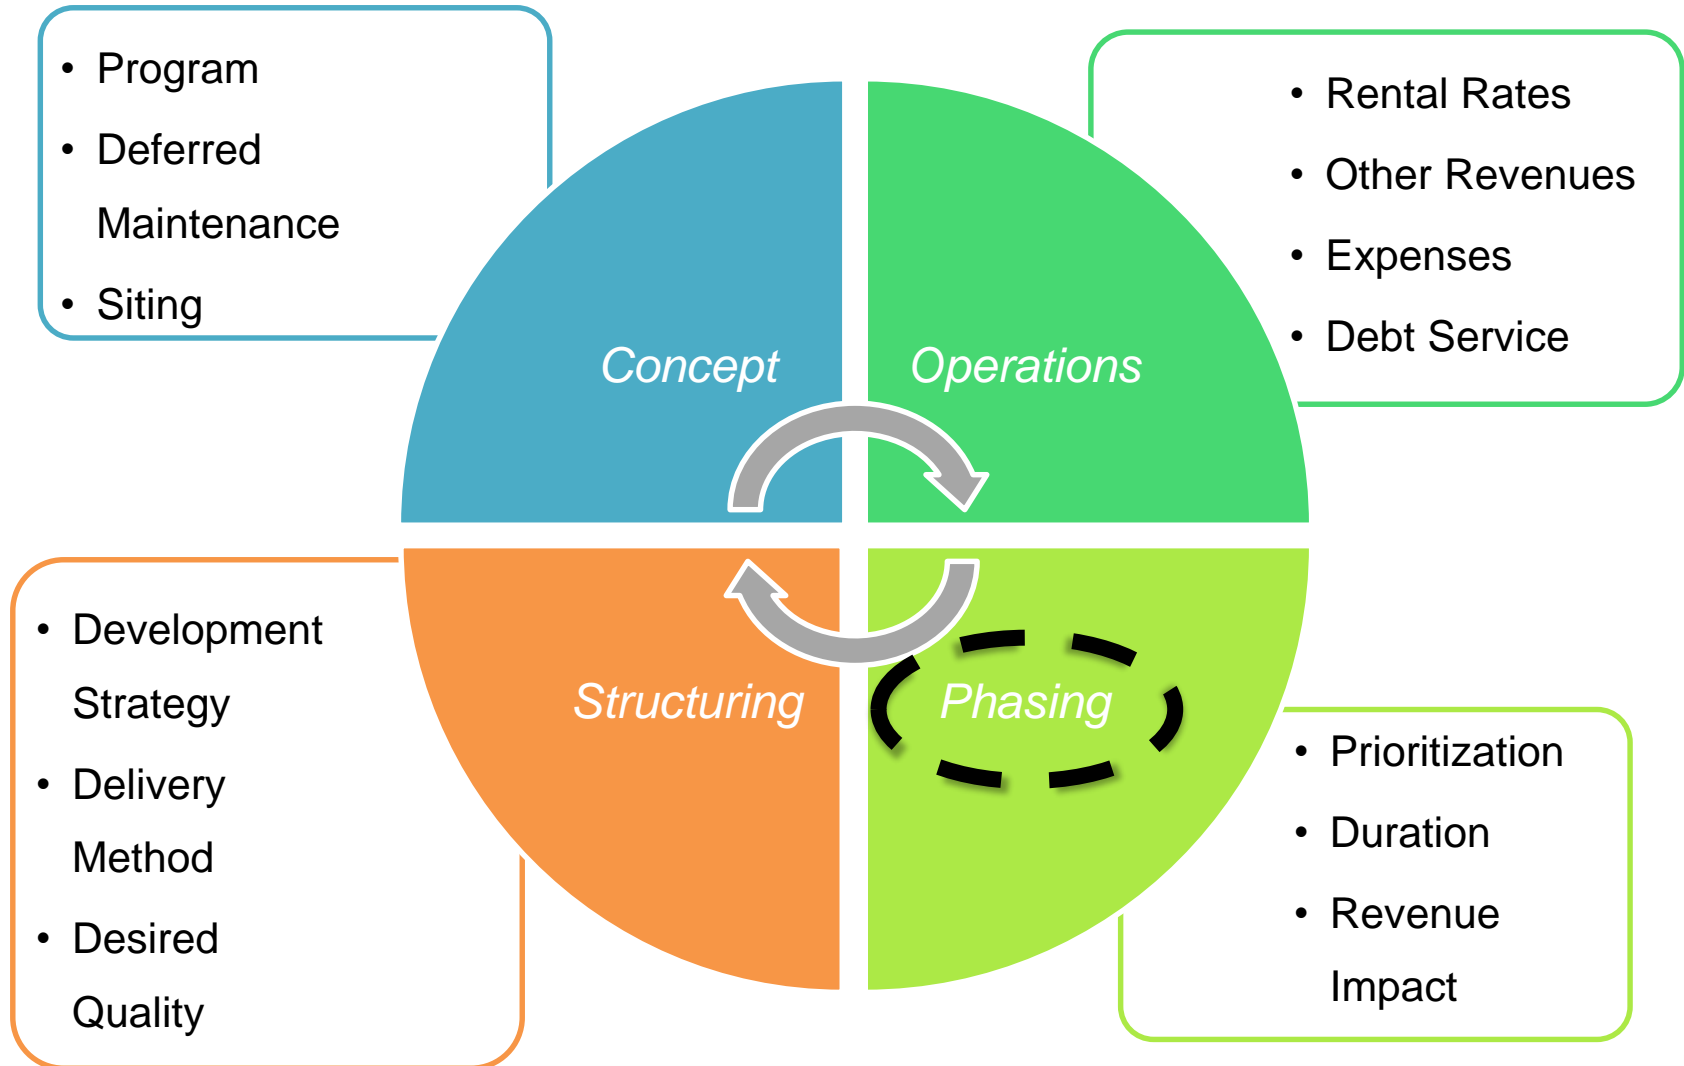 • Program
• Deferred
Maintenance
• Siting
• Rental Rates
• Other Revenues
• Expenses
• Debt Service
Concept
Operations
Structuring
Phasing
• Development
Strategy
• Delivery
Method
• Desired
Quality
• Prioritization
• Duration
• Revenue
Impact